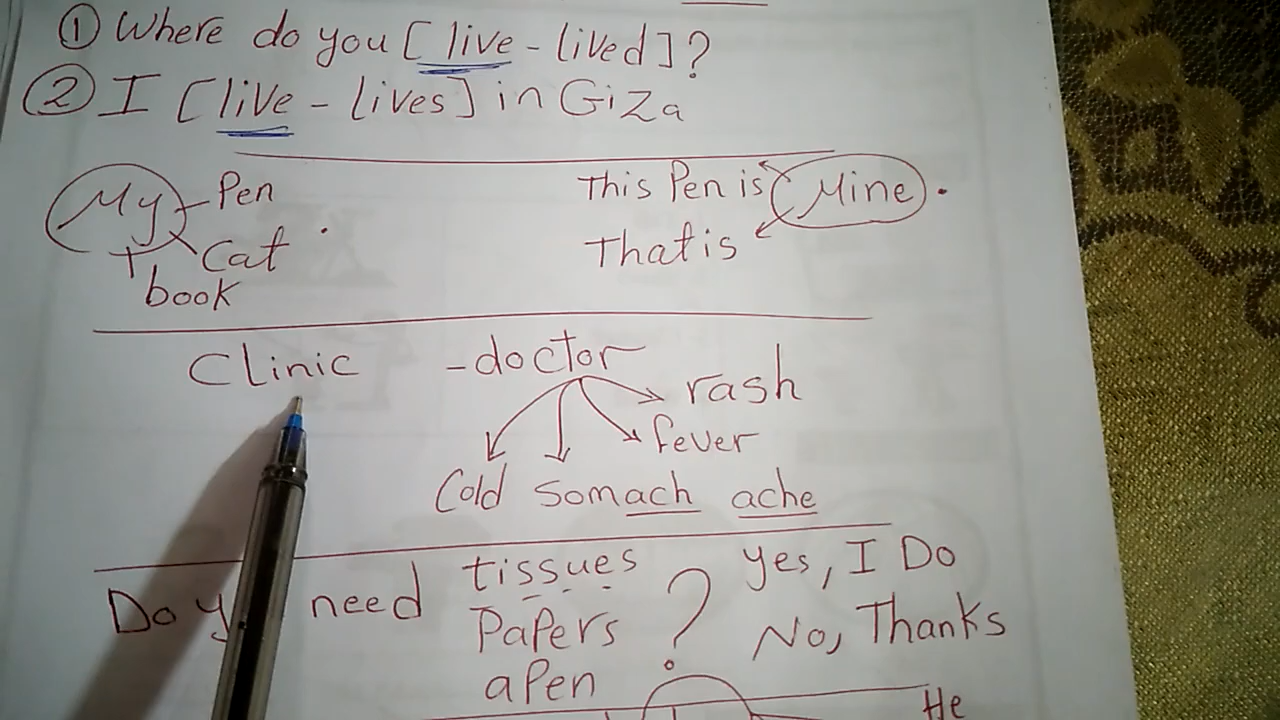 ① Where do you [live - lived]?
② I [live - lives] in Giza
My Pen
Cat
book
This Pen is Mine.
That is
Clinic - doctor
rash
fever
Cold somach ache
Do need tissues ? yes, I Do
Papers No, Thanks
a Pen
He